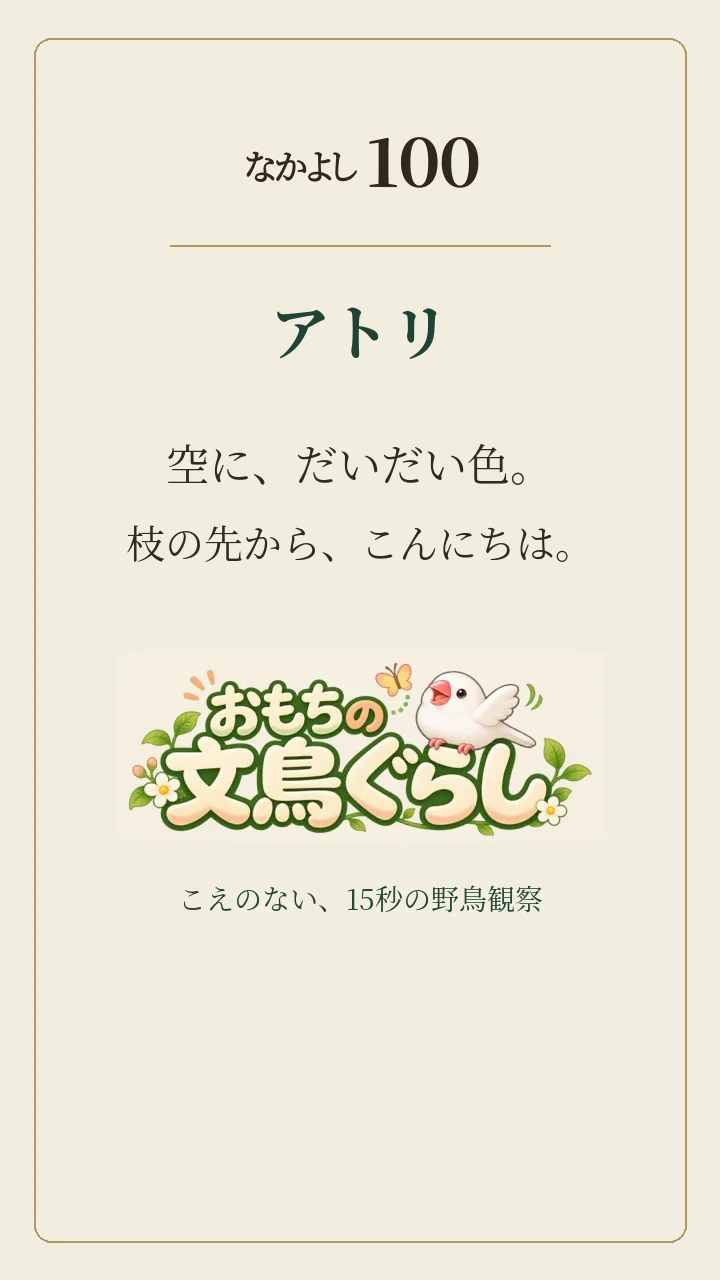 なかよし100
アトリ
空に、だいだい色。
枝の先から、こんにちは。
おもちの
文鳥ぐらし
こえのない、15秒の野鳥観察